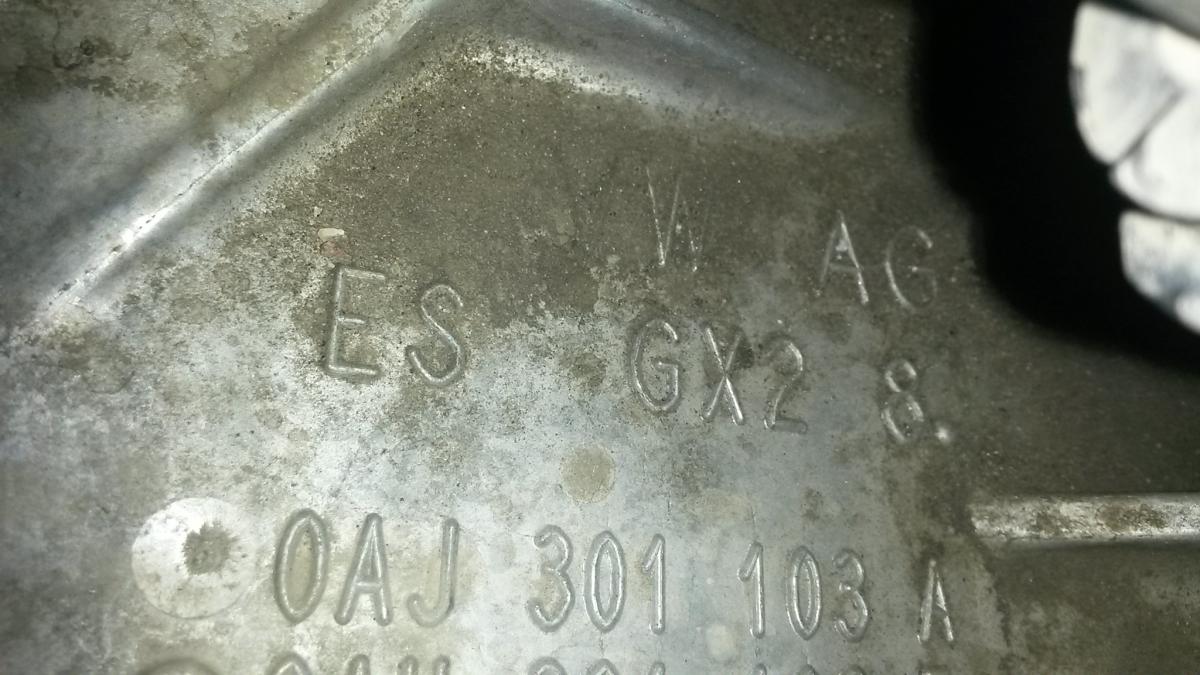 W AG
ES GX2 8.
0AJ 301 103 A